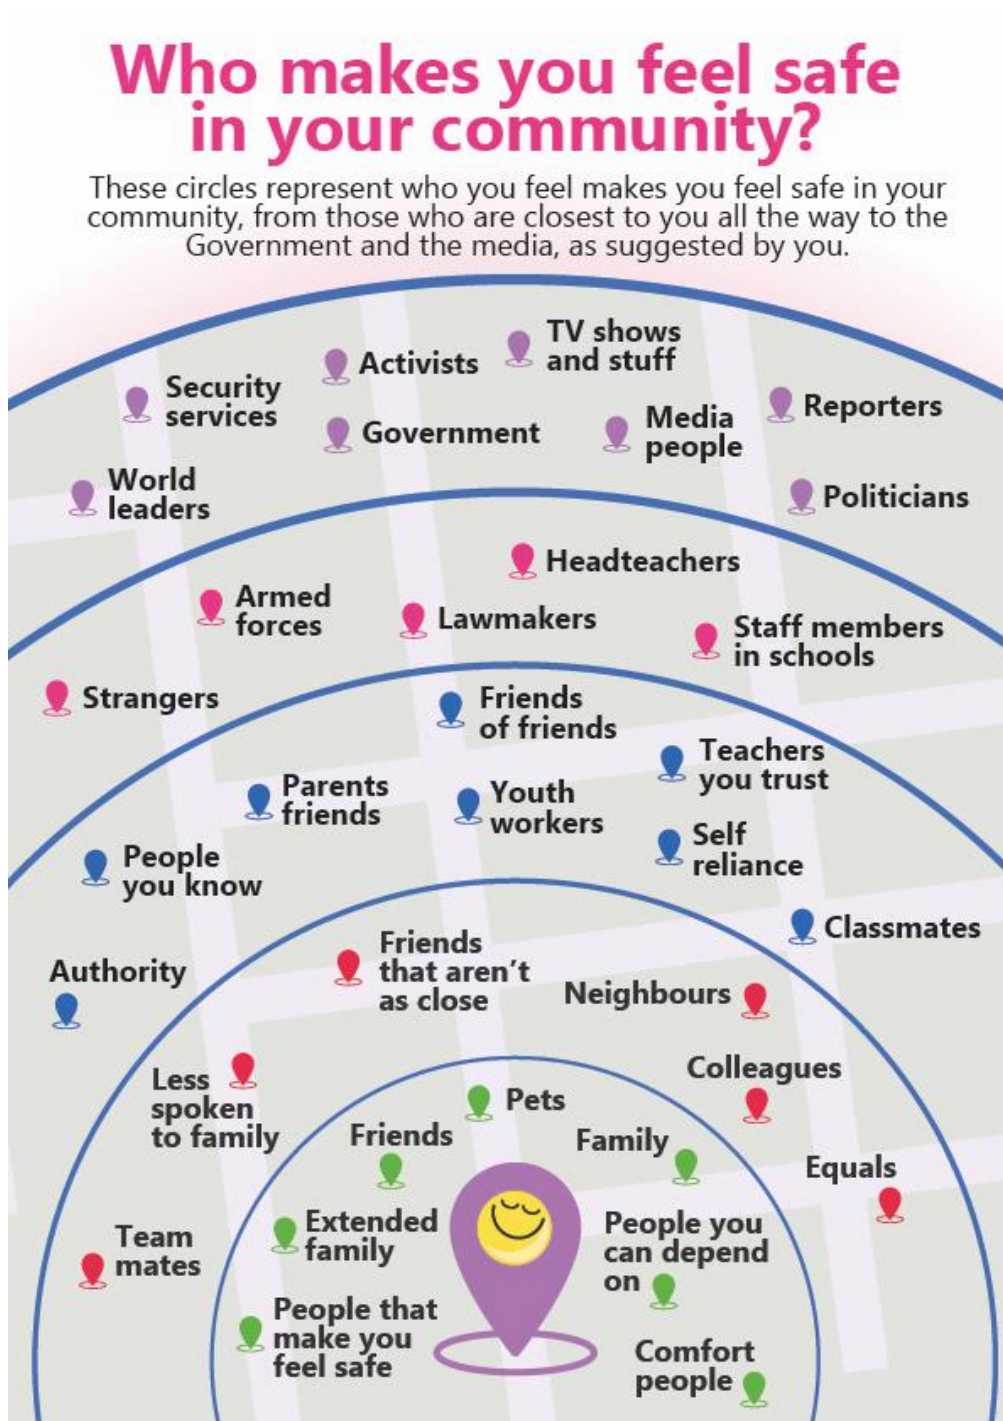 Who makes you feel safe
in your community?
These circles represent who you feel makes you feel safe in your
community, from those who are closest to you all the way to the
Government and the media, as suggested by you.
TV shows
and stuff
Activists
Security
services
Reporters
Media
people
Government
World
leaders
Politicians
Headteachers
Armed
forces
Lawmakers
Staff members
in schools
Strangers
Friends
of friends
Teachers
you trust
Parents
friends
Youth
workers
Self
reliance
People
you know
Classmates
Authority
Friends
that aren't
as close
Neighbours
Colleagues
Less
spoken
to family
Equals
Team
mates
Pets
Friends
Family
Extended
family
People you
can depend
on
People that
make you
feel safe
Comfort
people